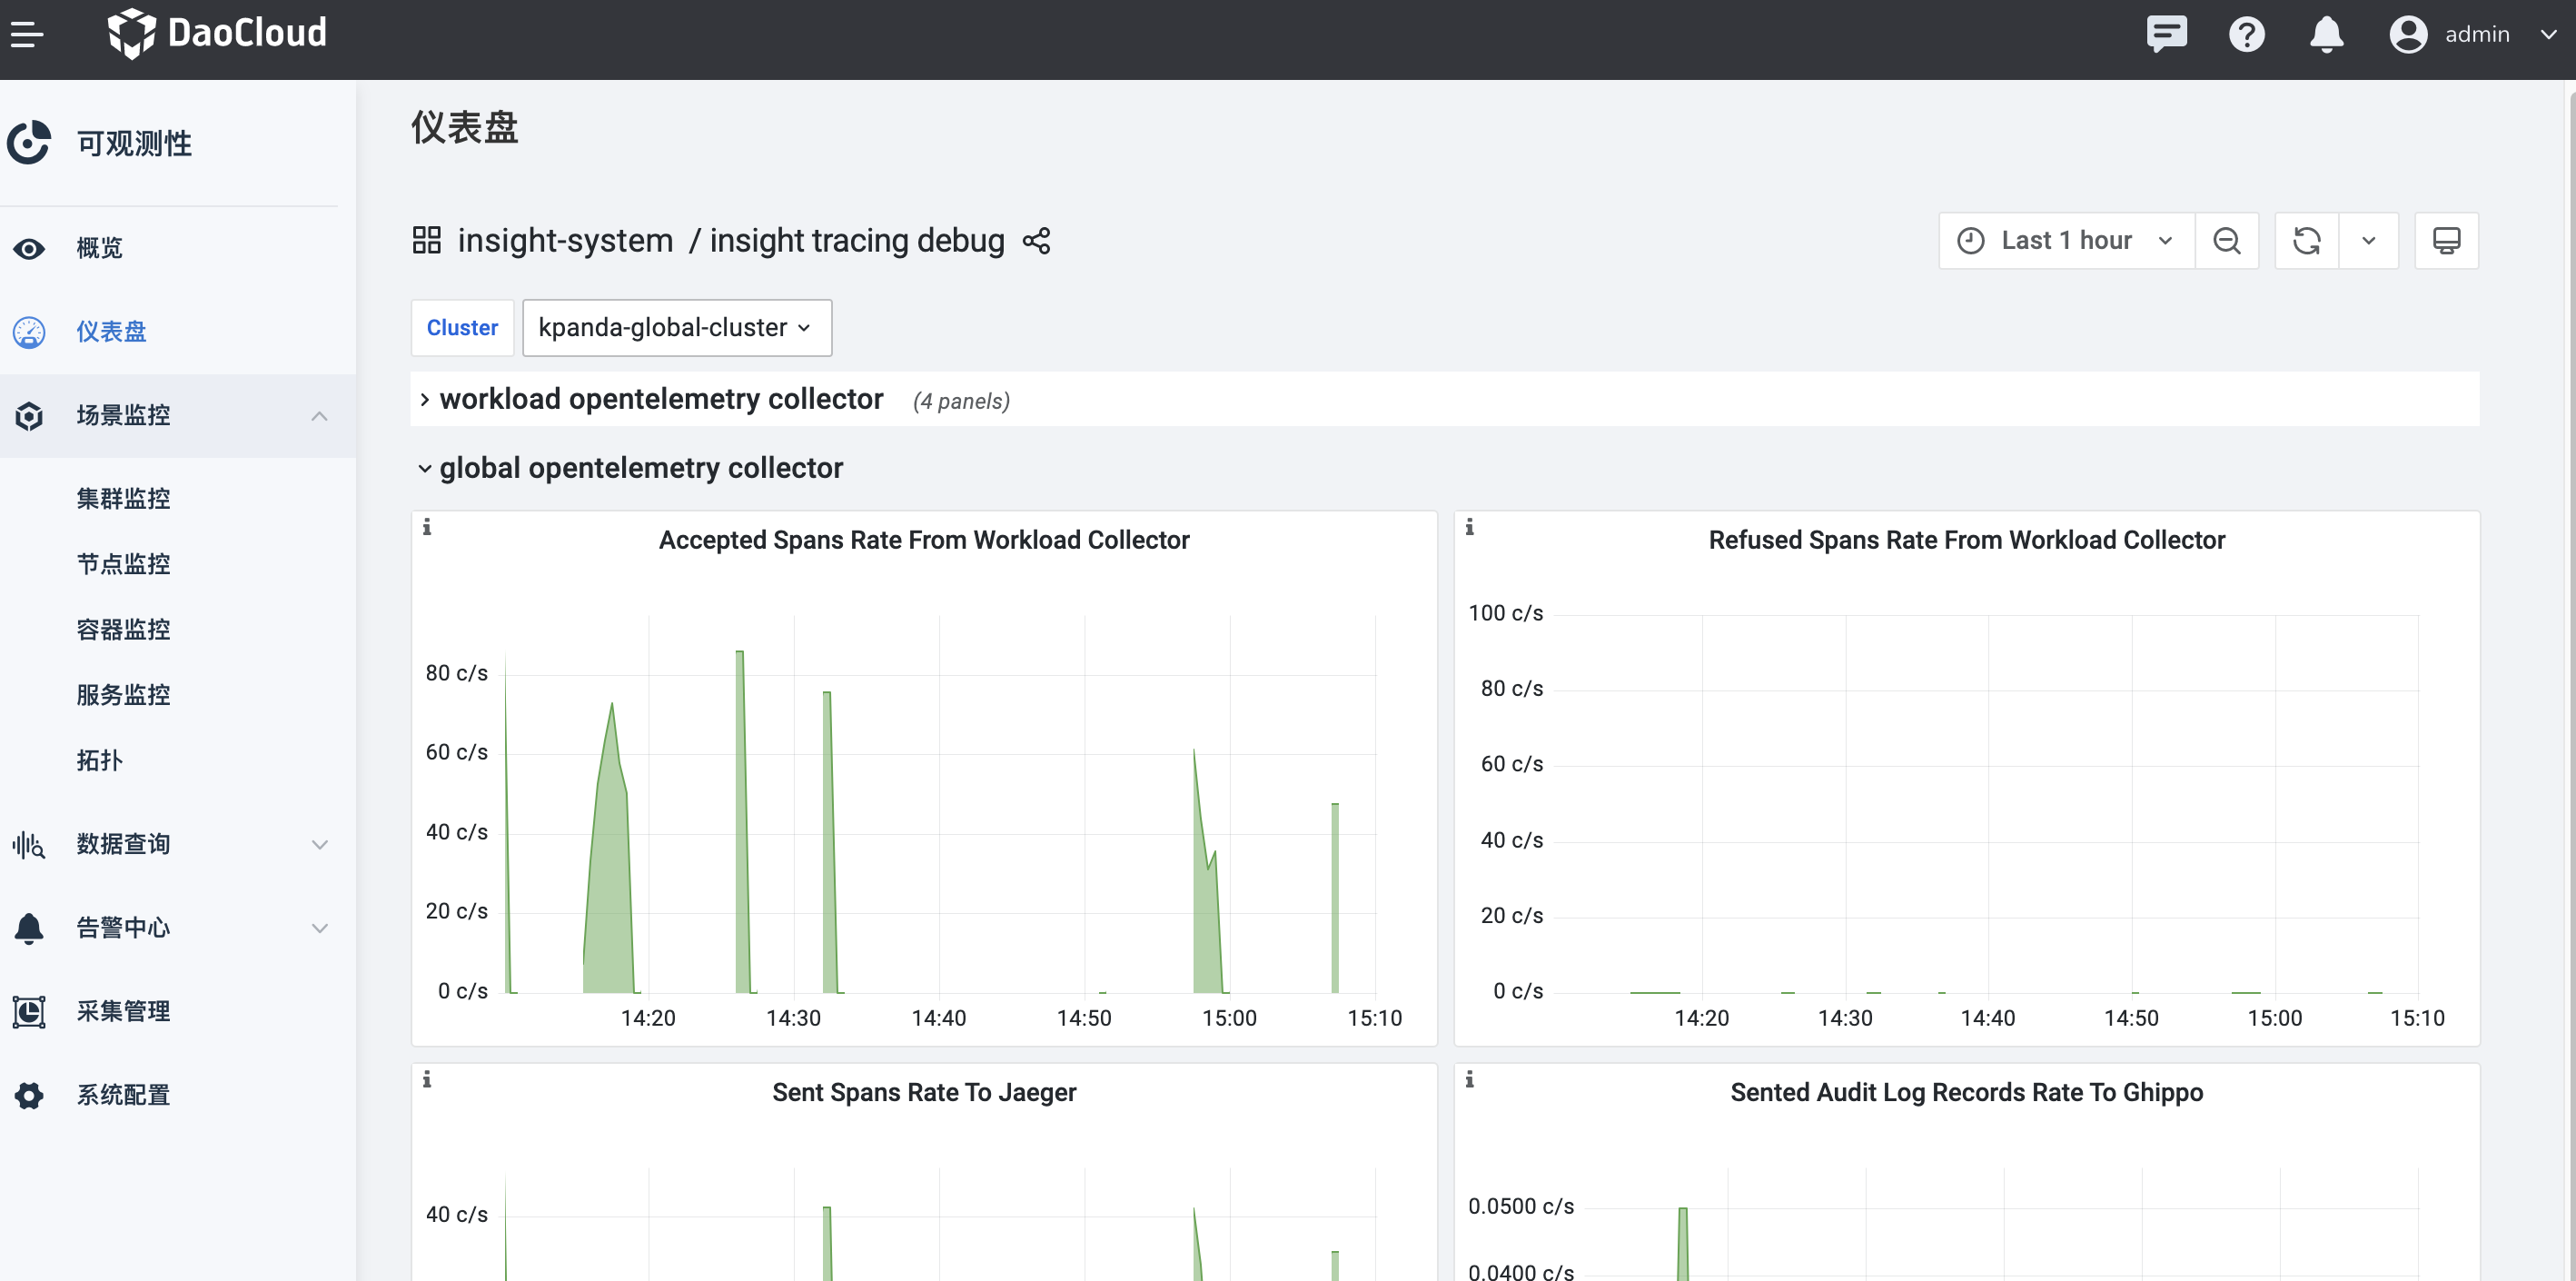 DaoCloud
admin
可观测性
概览
仪表盘
场景监控
集群监控
节点监控
容器监控
服务监控
拓扑
数据查询
告警中心
采集管理
系统配置
仪表盘
insight-system / insight tracing debug
Last 1 hour
Cluster
kpanda-global-cluster
workload opentelemetry collector (4 panels)
global opentelemetry collector
Accepted Spans Rate From Workload Collector
80 c/s
60 c/s
40 c/s
20 c/s
0 c/s
14:20 14:30 14:40 14:50 15:00 15:10
Refused Spans Rate From Workload Collector
100 c/s
80 c/s
60 c/s
40 c/s
20 c/s
0 c/s
14:20 14:30 14:40 14:50 15:00 15:10
Sent Spans Rate To Jaeger
40 c/s
Sented Audit Log Records Rate To Ghippo
0.0500 c/s
0.0400 c/s